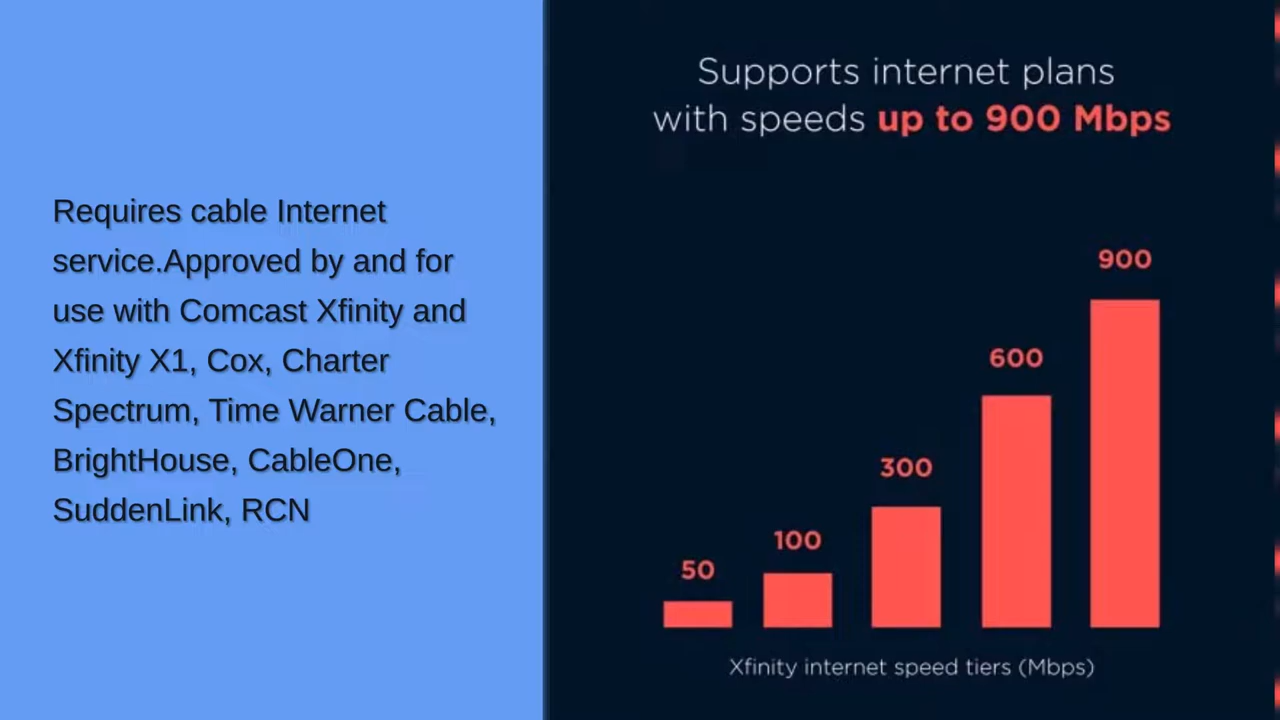 Requires cable Internet
service.Approved by and for
use with Comcast Xfinity and
Xfinity X1, Cox, Charter
Spectrum, Time Warner Cable,
BrightHouse, CableOne,
SuddenLink, RCN
Supports internet plans
with speeds up to 900 Mbps
900
600
300
100
50
Xfinity internet speed tiers (Mbps)